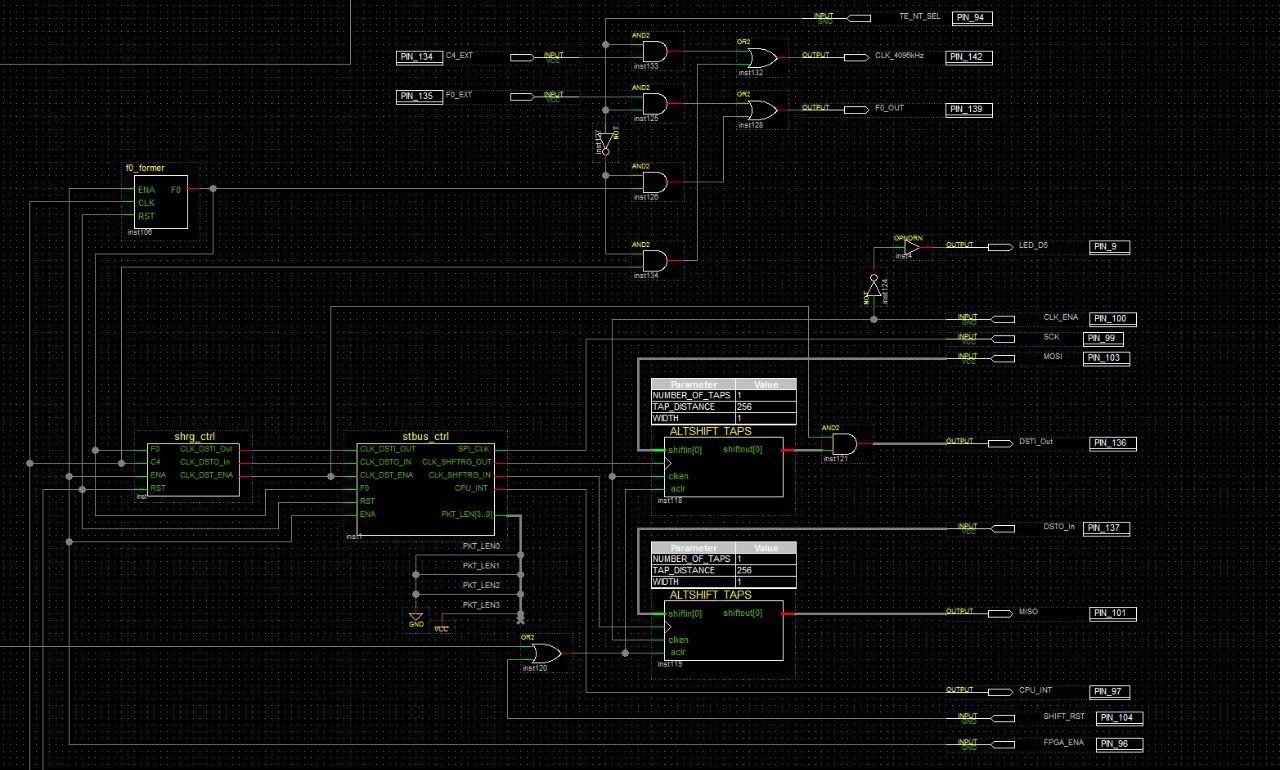 INPUT GND TE_NT_SEL PIN_94
AND2
OR2
PIN_134 C4_EXT INPUT VCC
inst133
inst132
OUTPUT CLK_4096kHz PIN_142
AND2
OR2
PIN_135 F0_EXT INPUT VCC
inst125
inst128
OUTPUT F0_OUT PIN_139
NOT
inst127
f0_former
AND2
ENA F0
CLK
RST
inst106
inst126
AND2
inst134
OPNDRN
inst4
OUTPUT LED_D5 PIN_9
NOT
inst124
INPUT GND CLK_ENA PIN_100
INPUT VCC SCK PIN_99
INPUT VCC MOSI PIN_103
Parameter Value
NUMBER_OF_TAPS 1
TAP_DISTANCE 256
WIDTH 1
ALTSHIFT TAPS
shiftin[0] shiftout[0]
clken
aclr
inst118
AND2
inst121
OUTPUT DSTI_Out PIN_136
shrg_ctrl
F0 CLK_DSTI_Out
C4 CLK_DSTO_In
ENA CLK_DST_ENA
RST
inst
stbus_ctrl
CLK_DSTI_OUT SPI_CLK
CLK_DSTO_IN CLK_SHFTRG_OUT
CLK_DST_ENA CLK_SHFTRG_IN
F0 CPU_INT
RST
ENA PKT_LEN[3..0]
inst1
PKT_LEN0
PKT_LEN1
PKT_LEN2
PKT_LEN3
GND
VCC
INPUT VCC DSTO_In PIN_137
Parameter Value
NUMBER_OF_TAPS 1
TAP_DISTANCE 256
WIDTH 1
ALTSHIFT TAPS
shiftin[0] shiftout[0]
clken
aclr
inst119
OUTPUT MISO PIN_101
OR2
inst120
OUTPUT CPU_INT PIN_97
INPUT GND SHIFT_RST PIN_104
INPUT GND FPGA_ENA PIN_96